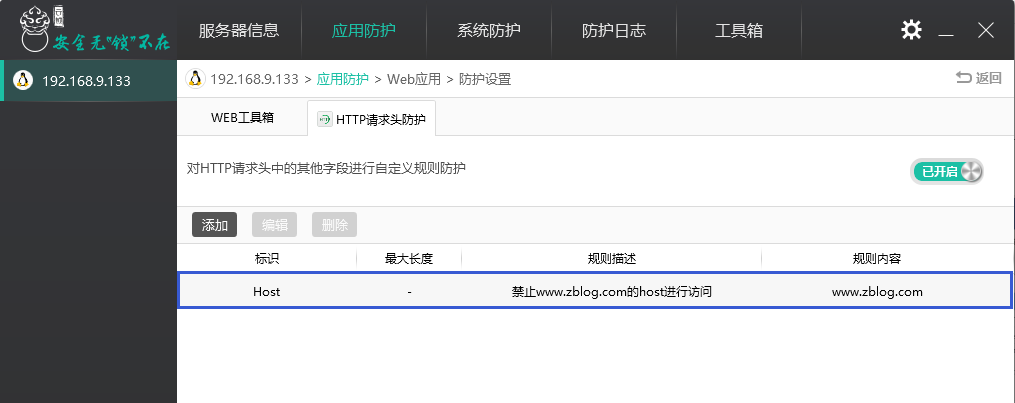 云锁
安全无"锁"不在
服务器信息 应用防护 系统防护 防护日志 工具箱
192.168.9.133
192.168.9.133 > 应用防护 > Web应用 > 防护设置 返回
WEB工具箱 HTTP请求头防护
对HTTP请求头中的其他字段进行自定义规则防护 已开启
添加 编辑 删除
标识 最大长度 规则描述 规则内容
Host - 禁止www.zblog.com的host进行访问 www.zblog.com